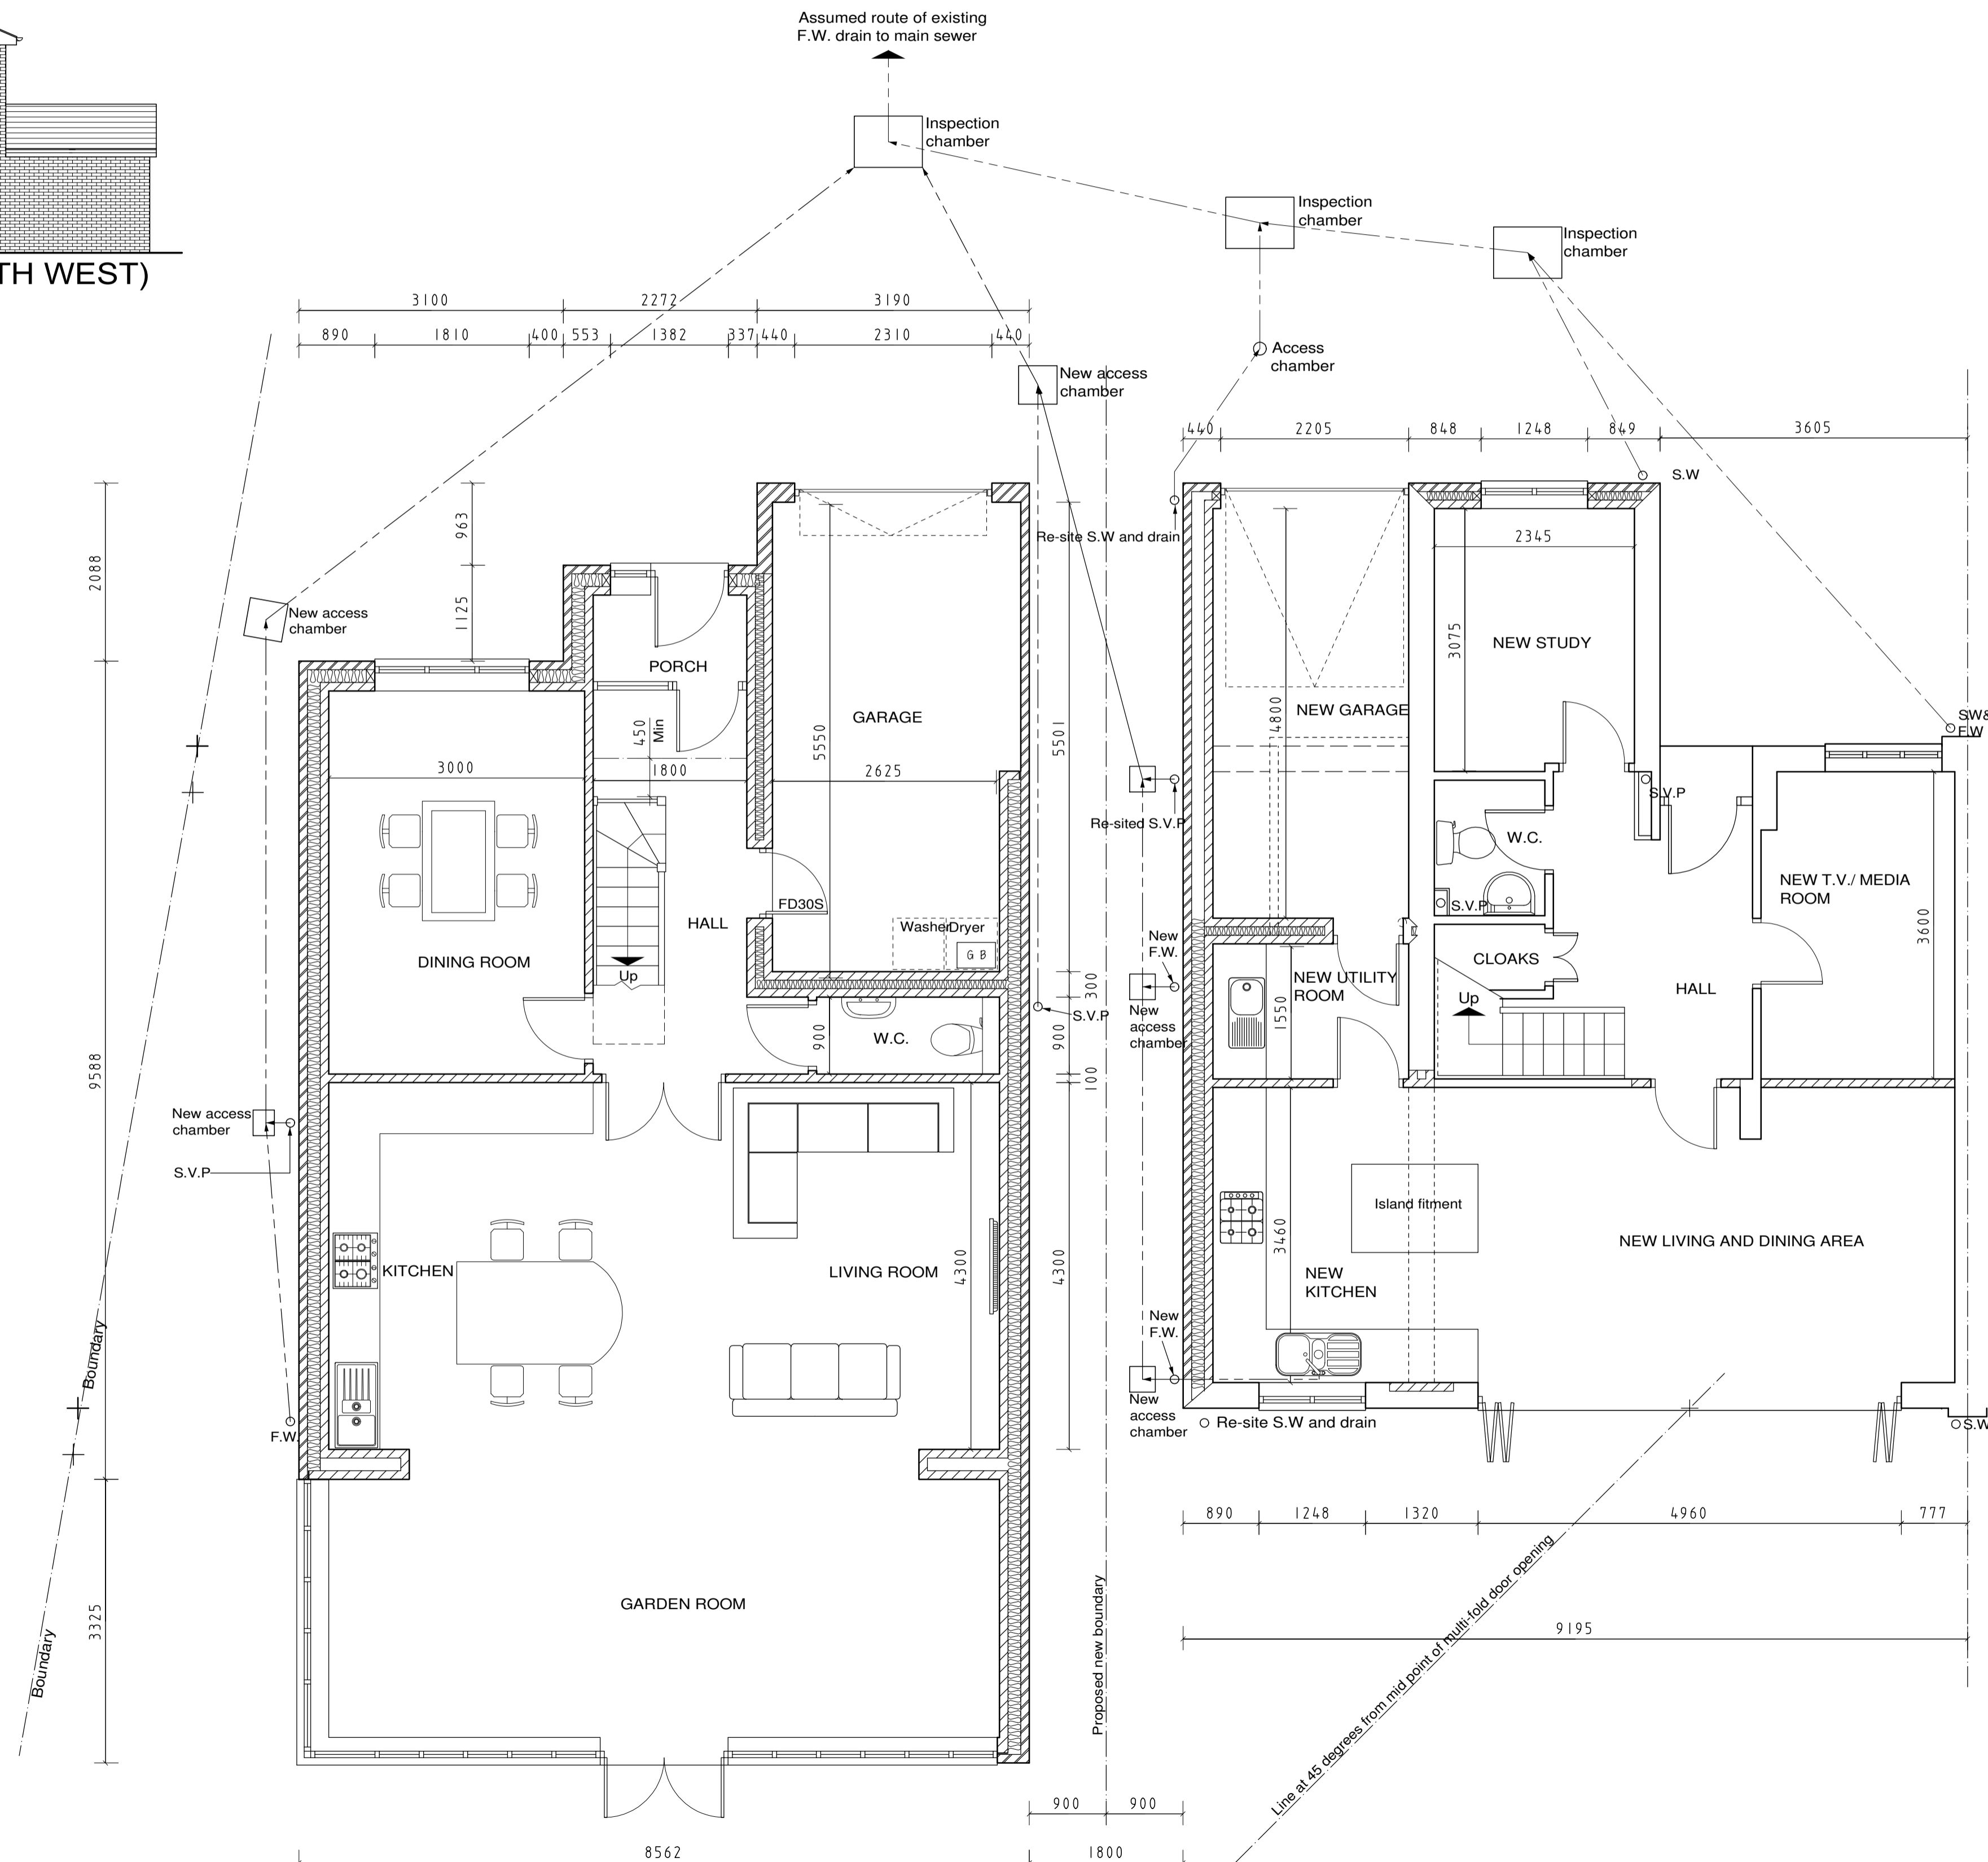 Assumed route of existing
F.W. drain to main sewer
Inspection
chamber
Inspection
chamber
Inspection
chamber
TH WEST)
3100
2272
3190
890
1810
400
553
1382
337
440
2310
440
Access
chamber
New access
chamber
440
2205
848
1248
849
3605
S.W
963
2088
1125
Re-site S.W and drain
2345
New access
chamber
PORCH
3075
NEW STUDY
450
Min
GARAGE
5550
5501
4800
NEW GARAGE
SW&
F.W
3000
1800
2625
S.V.P
Re-sited S.V.P
W.C.
NEW T.V./ MEDIA
ROOM
3600
FD30S
S.V.P
HALL
Washer
Dryer
G B
New
F.W.
DINING ROOM
Up
CLOAKS
NEW UTILITY
ROOM
1550
HALL
Up
300
S.V.P
New
access
chamber
900
W.C.
900
100
9588
New access
chamber
S.V.P
Island fitment
3460
NEW LIVING AND DINING AREA
KITCHEN
LIVING ROOM
4300
4300
NEW
KITCHEN
New
F.W.
Boundary
New
access
chamber
Re-site S.W and drain
S.W
F.W.
890
1248
1320
4960
777
3325
GARDEN ROOM
Boundary
Proposed new boundary
Line at 45 degrees from mid point of multi-fold door opening
9195
900
900
8562
1800